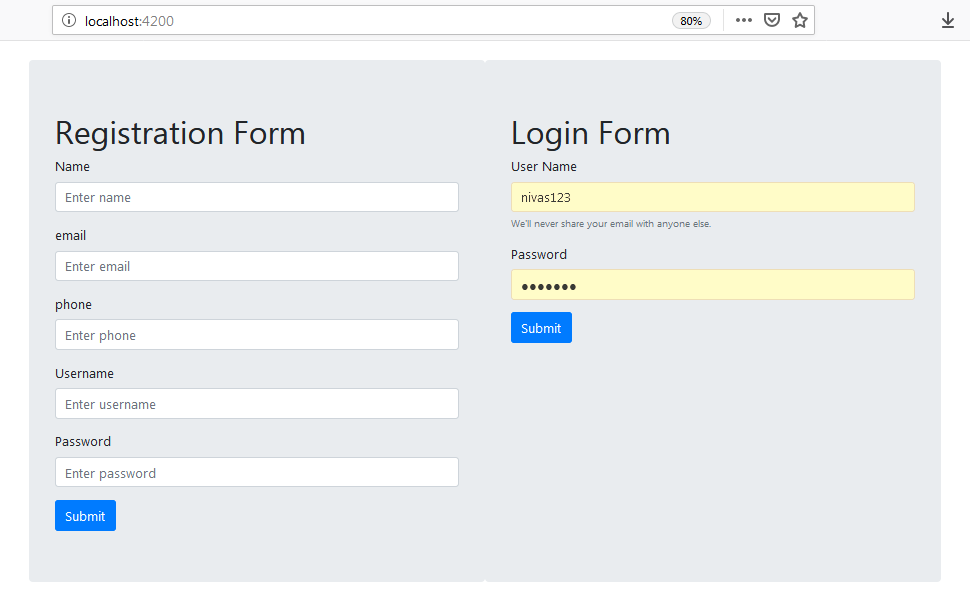 localhost:4200
80%
Registration Form
Name
Enter name
email
Enter email
phone
Enter phone
Username
Enter username
Password
Enter password
Submit
Login Form
User Name
nivas123
We'll never share your email with anyone else.
Password
•••••••
Submit